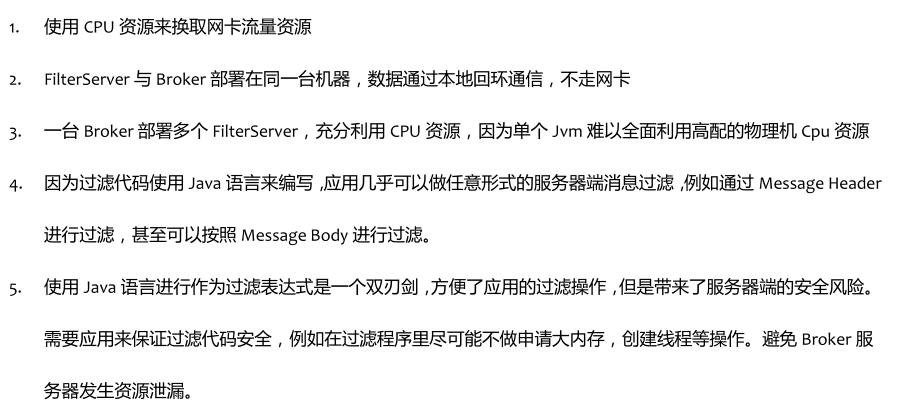 1. 使用 CPU 资源来换取网卡流量资源
2. FilterServer 与 Broker 部署在同一台机器，数据通过本地回环通信，不走网卡
3. 一台 Broker 部署多个 FilterServer，充分利用 CPU 资源，因为单个 Jvm 难以全面利用高配的物理机 Cpu 资源
4. 因为过滤代码使用 Java 语言来编写，应用几乎可以做任意形式的服务器端消息过滤，例如通过 Message Header
进行过滤，甚至可以按照 Message Body 进行过滤。
5. 使用 Java 语言进行作为过滤表达式是一个双刃剑，方便了应用的过滤操作，但是带来了服务器端的安全风险。
需要应用来保证过滤代码安全，例如在过滤程序里尽可能不做申请大内存，创建线程等操作。避免 Broker 服
务器发生资源泄漏。